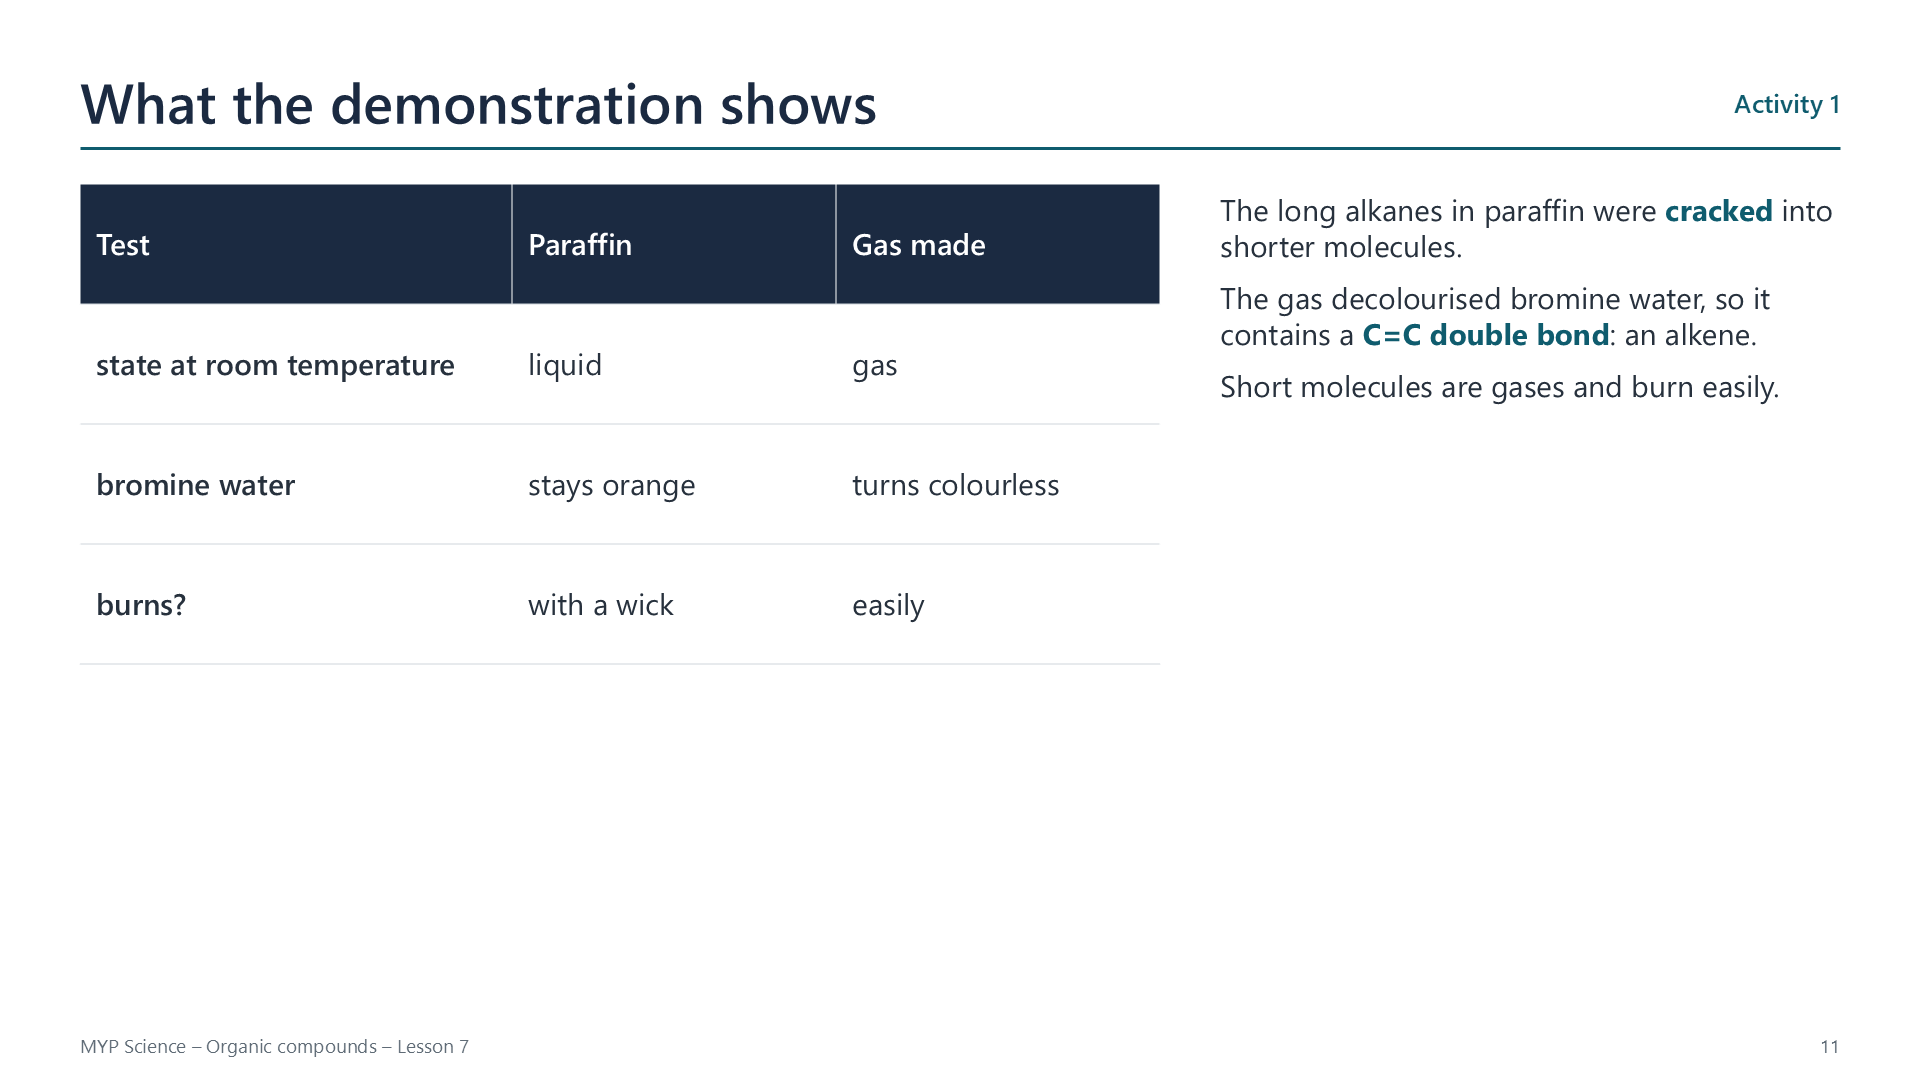 What the demonstration shows
Activity 1
Test Paraffin Gas made
state at room temperature liquid gas
bromine water stays orange turns colourless
burns? with a wick easily
The long alkanes in paraffin were cracked into
shorter molecules.
The gas decolourised bromine water, so it
contains a C=C double bond: an alkene.
Short molecules are gases and burn easily.
MYP Science – Organic compounds – Lesson 7
11